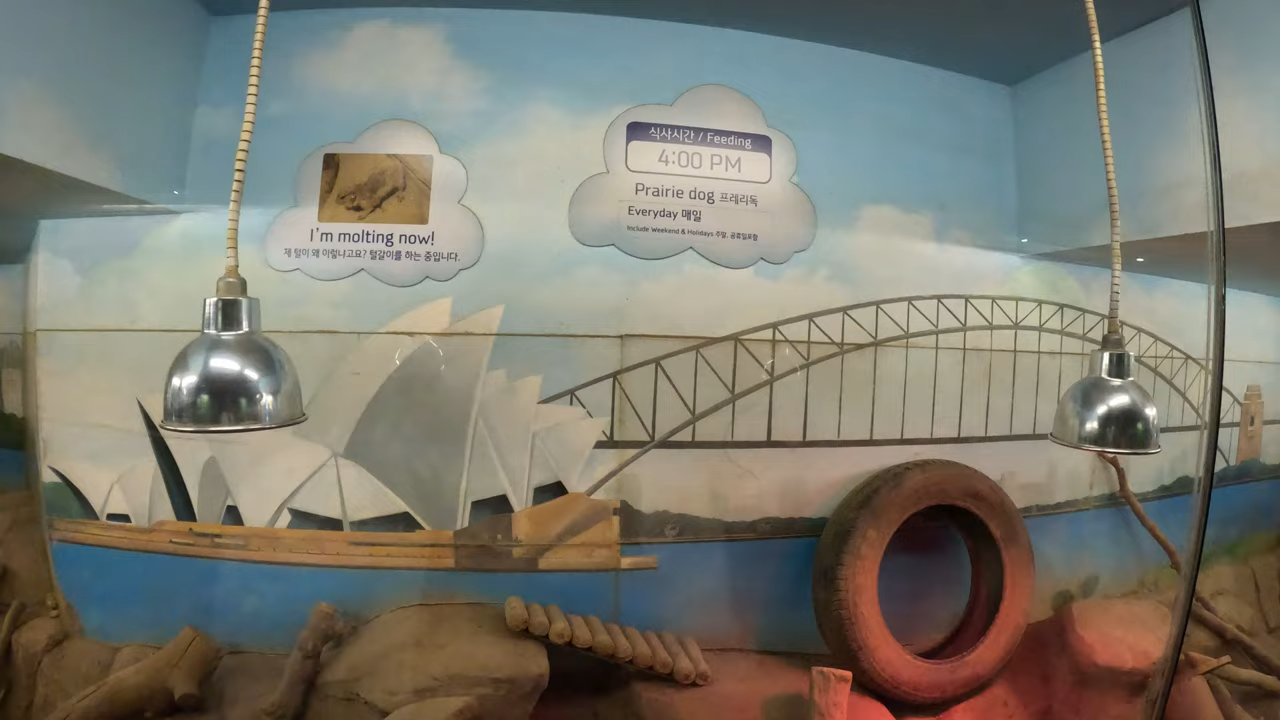 I'm molting now!
제 털이 왜 이럴냐고요? 털갈이를 하는 중입니다.
식사시간 / Feeding
4:00 PM
Prairie dog 프레리독
Everyday 매일
Include Weekend & Holidays 주말, 공휴일포함